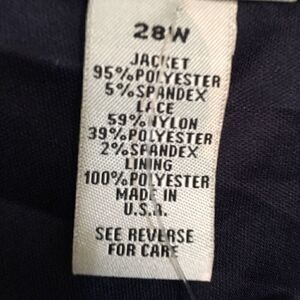 28W
JACKET
95%POLYESTER
5%SPANDEX
LACE
59%NYLON
39%POLYESTER
2%SPANDEX
LINING
100%POLYESTER
MADE IN
U.S.A.
SEE REVERSE
FOR CARE